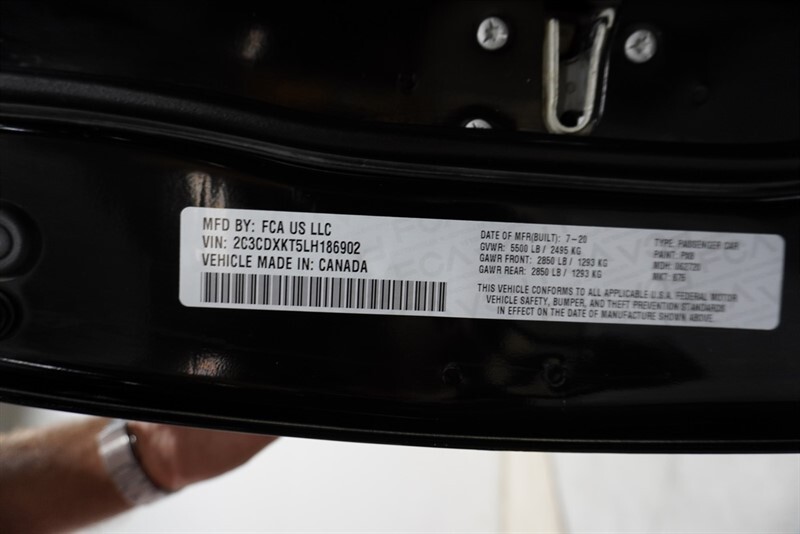 MFD BY: FCA US LLC
VIN: 2C3CDXKT5LH186902
VEHICLE MADE IN: CANADA
DATE OF MFR(BUILT): 7-20
GVWR: 5500 LB / 2495 KG
GAWR FRONT: 2850 LB / 1293 KG
GAWR REAR: 2850 LB / 1293 KG
TYPE: PASSENGER CAR
PAINT:
MDH:
MKT:
THIS VEHICLE CONFORMS TO ALL APPLICABLE U.S.A. FEDERAL MOTOR
VEHICLE SAFETY, BUMPER, AND THEFT PREVENTION STANDARDS
IN EFFECT ON THE DATE OF MANUFACTURE SHOWN ABOVE.